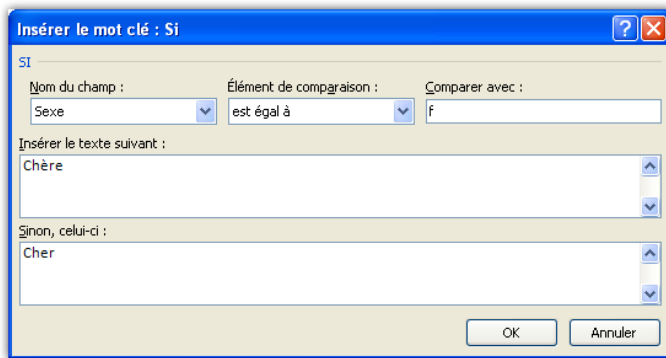 Insérer le mot clé : Si
SI
Nom du champ : Élément de comparaison : Comparer avec :
Sexe est égal à f
Insérer le texte suivant :
Chère
Sinon, celui-ci :
Cher
OK Annuler